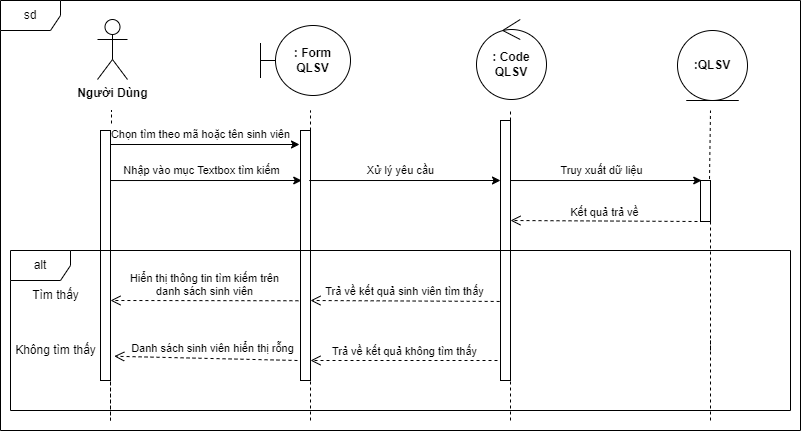 sd
: Form
QLSV
: Code
QLSV
:QLSV
Người Dùng
Chọn tìm theo mã hoặc tên sinh viên
Nhập vào mục Textbox tìm kiếm
Xử lý yêu cầu
Truy xuất dữ liệu
Kết quả trả về
alt
Hiển thị thông tin tìm kiếm trên
danh sách sinh viên
Trả về kết quả sinh viên tìm thấy
Tìm thấy
Không tìm thấy
Danh sách sinh viên hiển thị rỗng
Trả về kết quả không tìm thấy